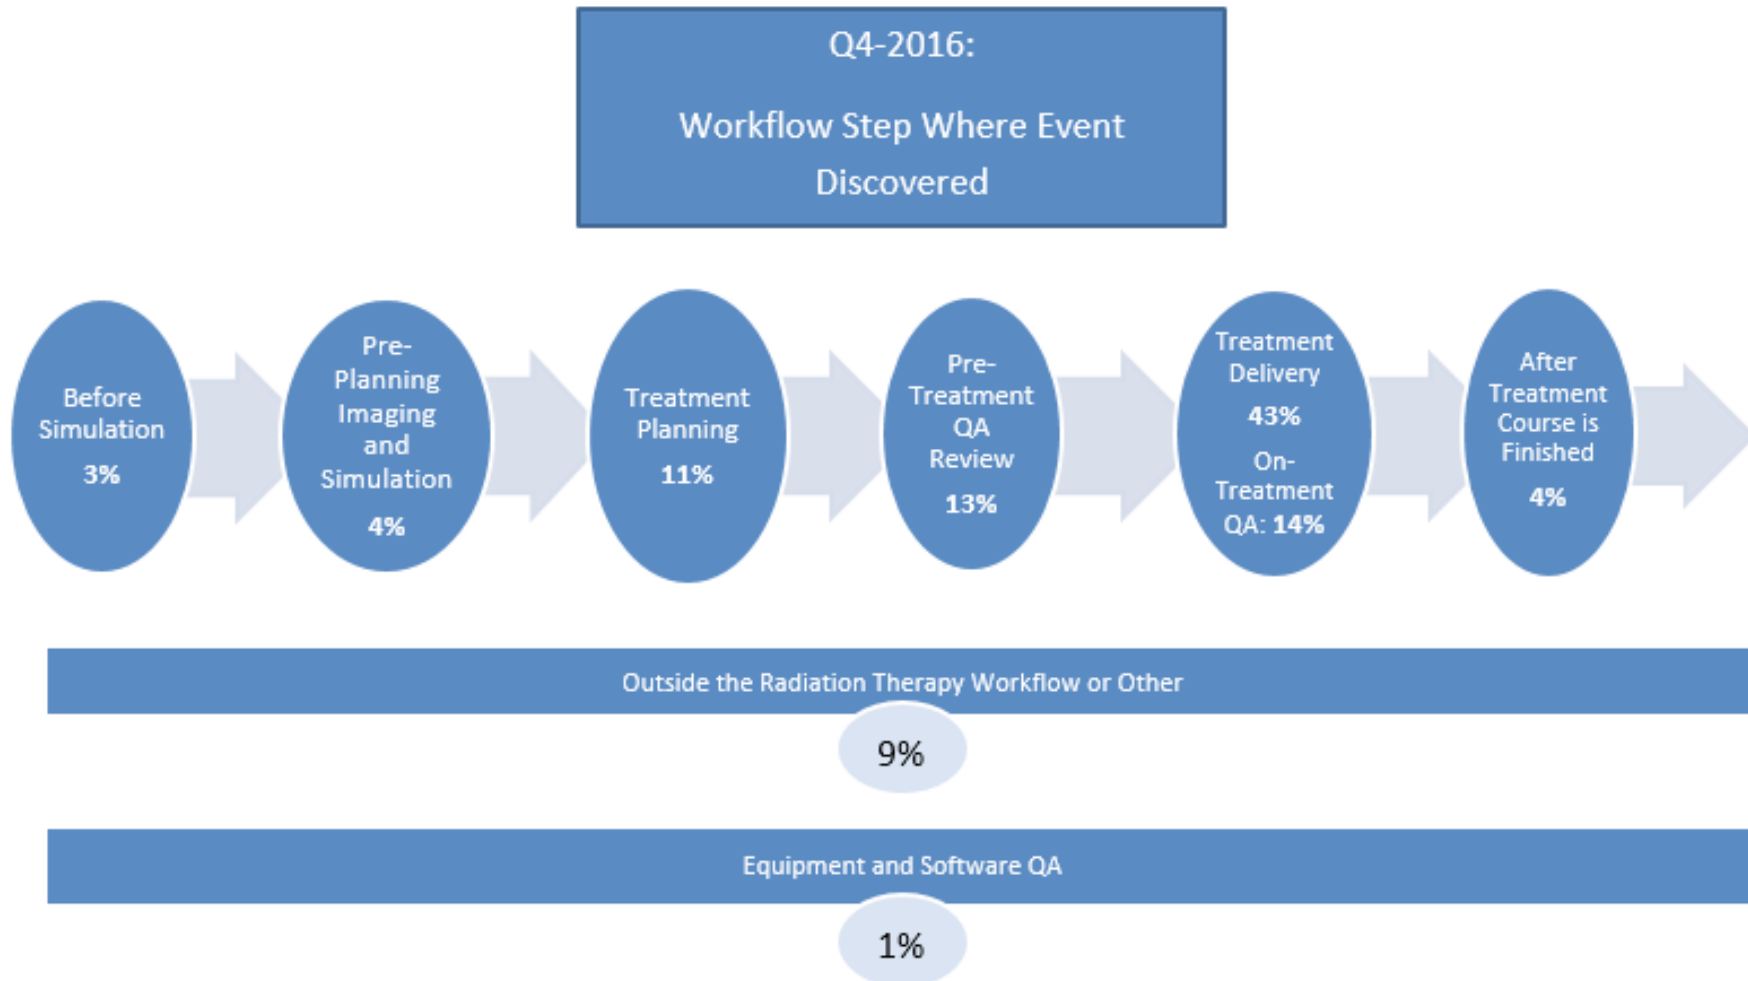 Q4-2016:
Workflow Step Where Event
Discovered
Before
Simulation
3%
Pre-
Planning
Imaging
and
Simulation
4%
Treatment
Planning
11%
Pre-
Treatment
QA
Review
13%
Treatment
Delivery
43%
On-
Treatment
QA: 14%
After
Treatment
Course is
Finished
4%
Outside the Radiation Therapy Workflow or Other
9%
Equipment and Software QA
1%